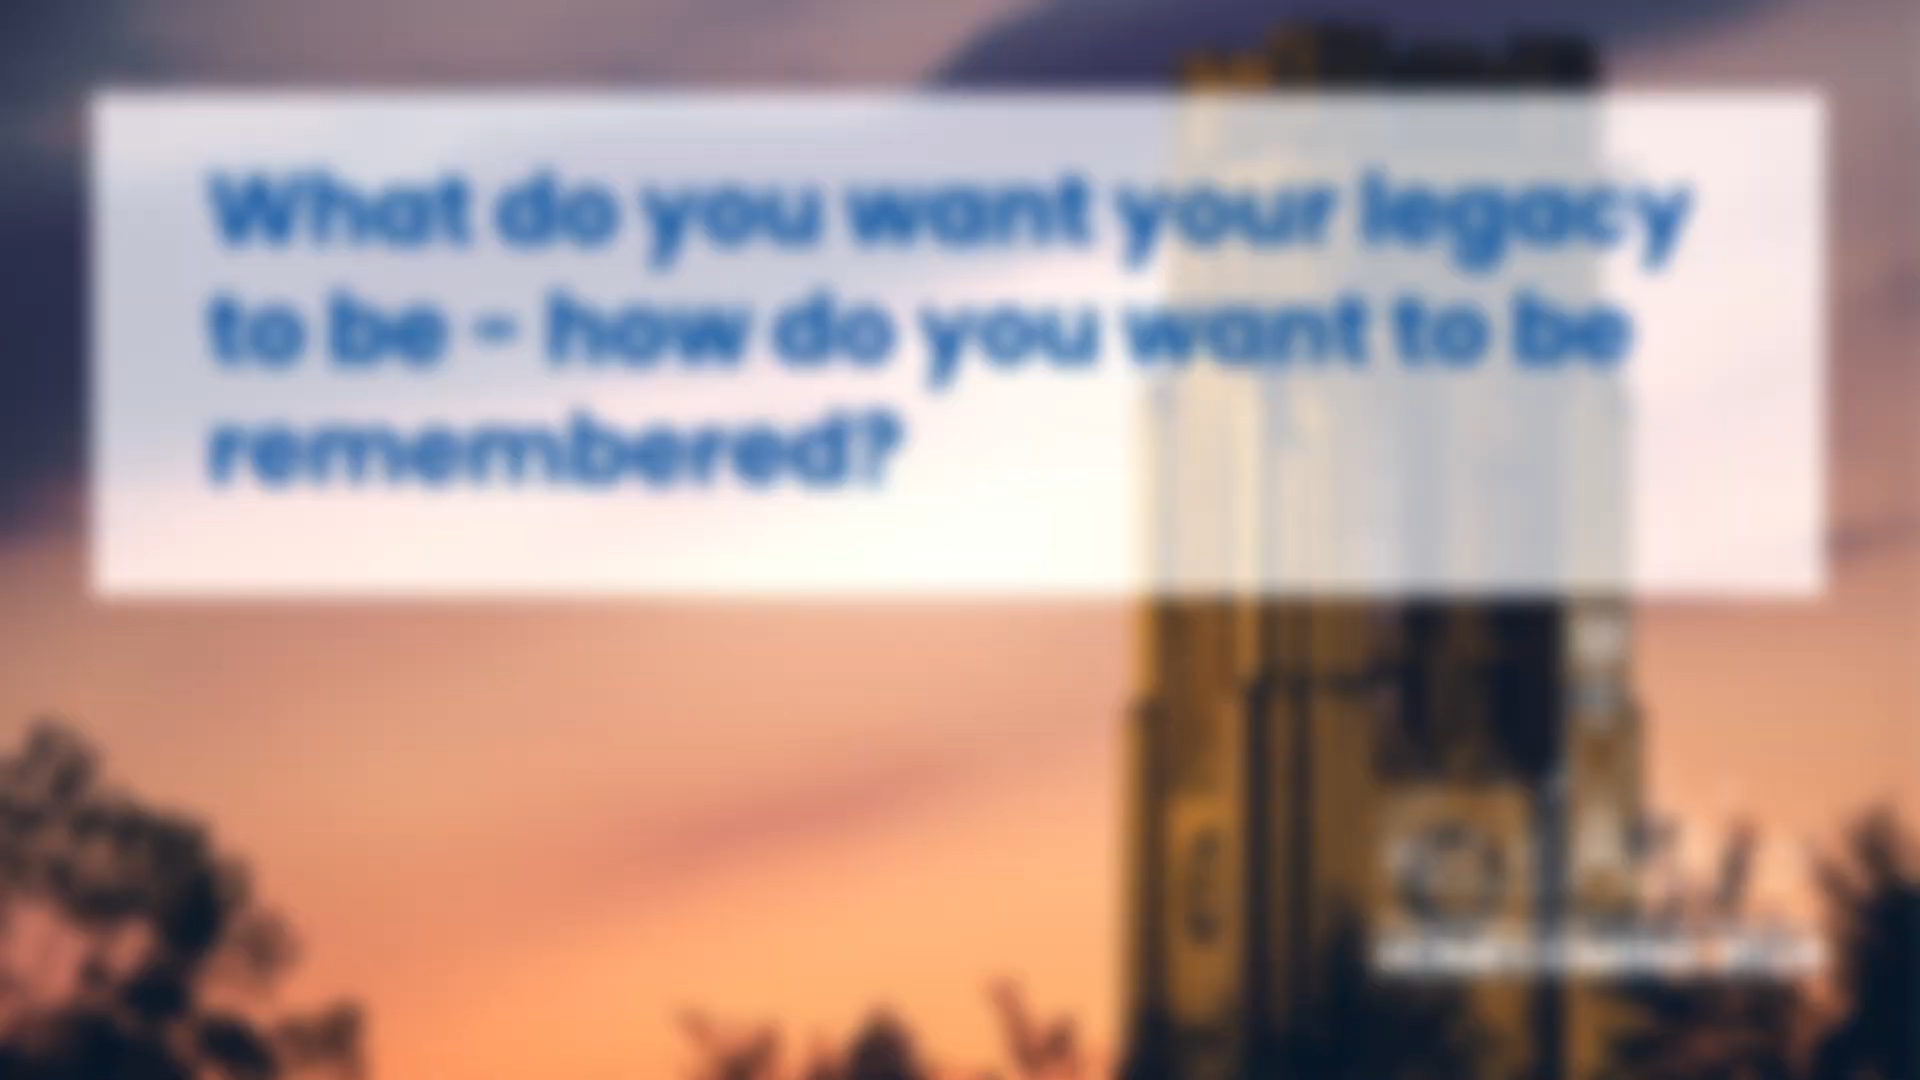 What do you want your legacy
to be - how do you want to be
remembered?